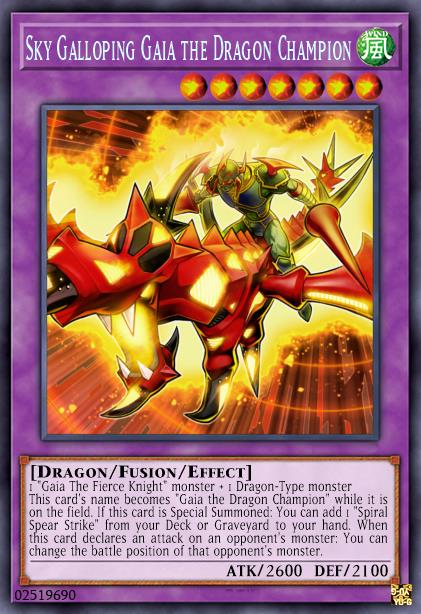 SKY GALLOPING GAIA THE DRAGON CHAMPION
WIND
風
[DRAGON/FUSION/EFFECT]
1 "Gaia The Fierce Knight" monster + 1 Dragon-Type monster
This card's name becomes "Gaia the Dragon Champion" while it is
on the field. If this card is Special Summoned: You can add 1 "Spiral
Spear Strike" from your Deck or Graveyard to your hand. When
this card declares an attack on an opponent's monster: You can
change the battle position of that opponent's monster.
ATK/2600 DEF/2100
02519690